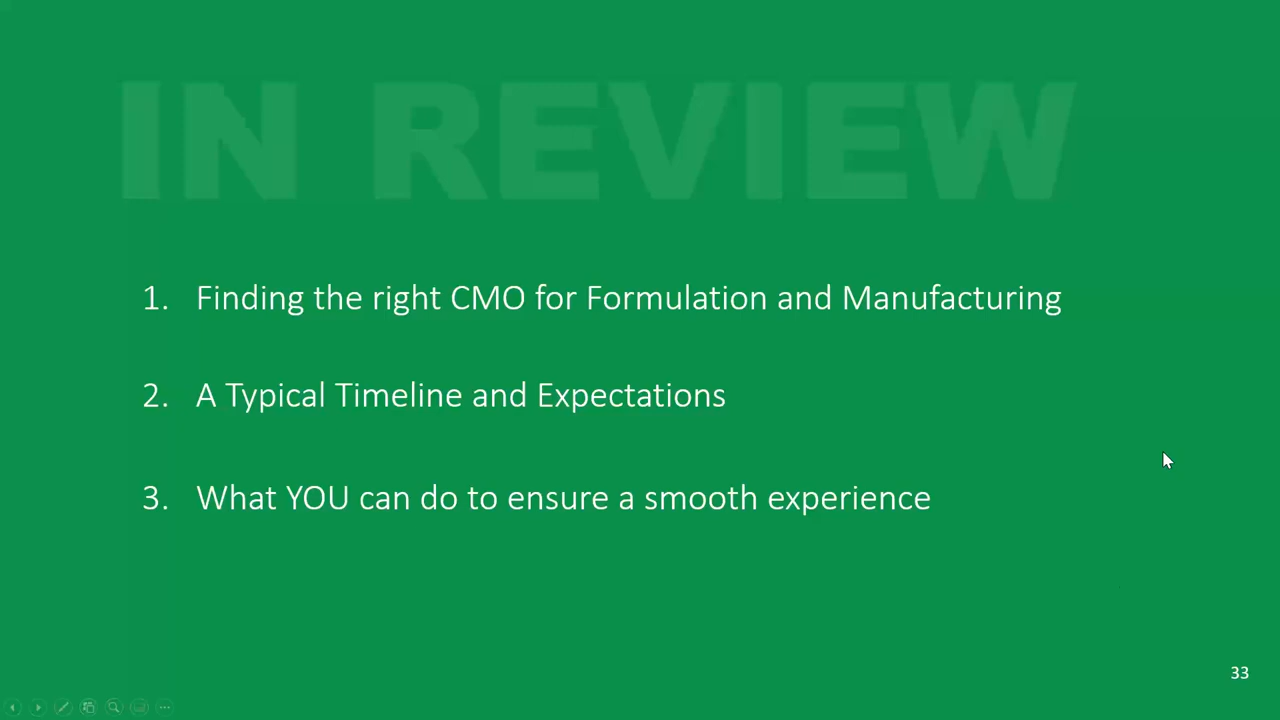 IN REVIEW
1. Finding the right CMO for Formulation and Manufacturing
2. A Typical Timeline and Expectations
3. What YOU can do to ensure a smooth experience
33